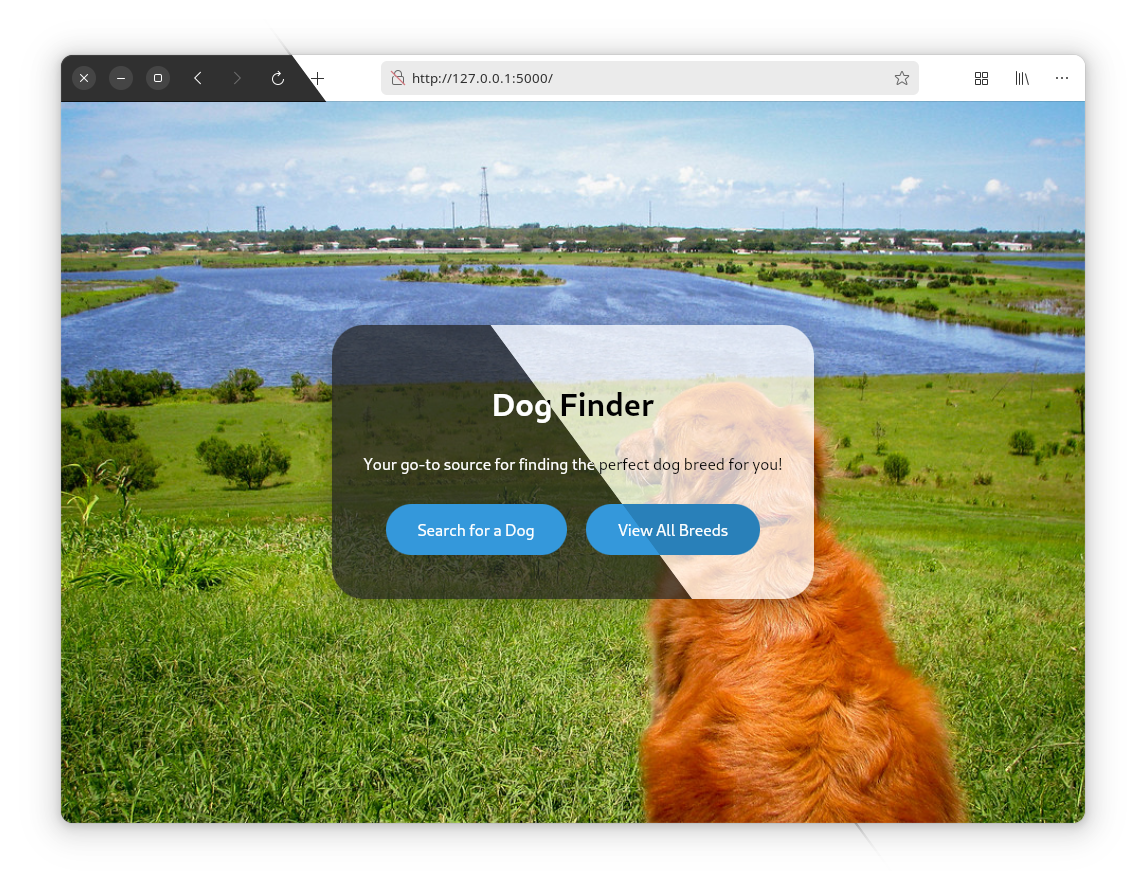 http://127.0.0.1:5000/
Dog Finder
Your go-to source for finding the perfect dog breed for you!
Search for a Dog
View All Breeds